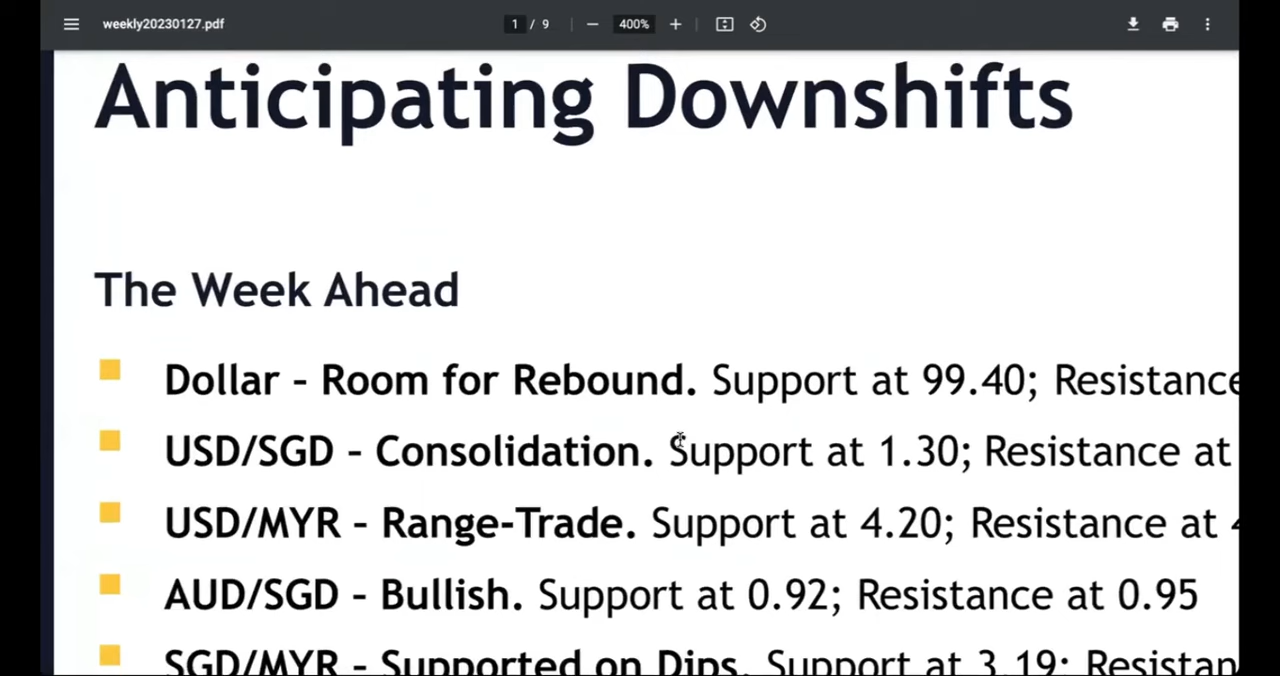 weekly20230127.pdf
1 / 9
400%
Anticipating Downshifts
The Week Ahead
Dollar – Room for Rebound. Support at 99.40; Resistance
USD/SGD – Consolidation. Support at 1.30; Resistance at
USD/MYR – Range-Trade. Support at 4.20; Resistance at
AUD/SGD – Bullish. Support at 0.92; Resistance at 0.95
SGD/MYR – Supported on Dips. Support at 3.19; Resistan